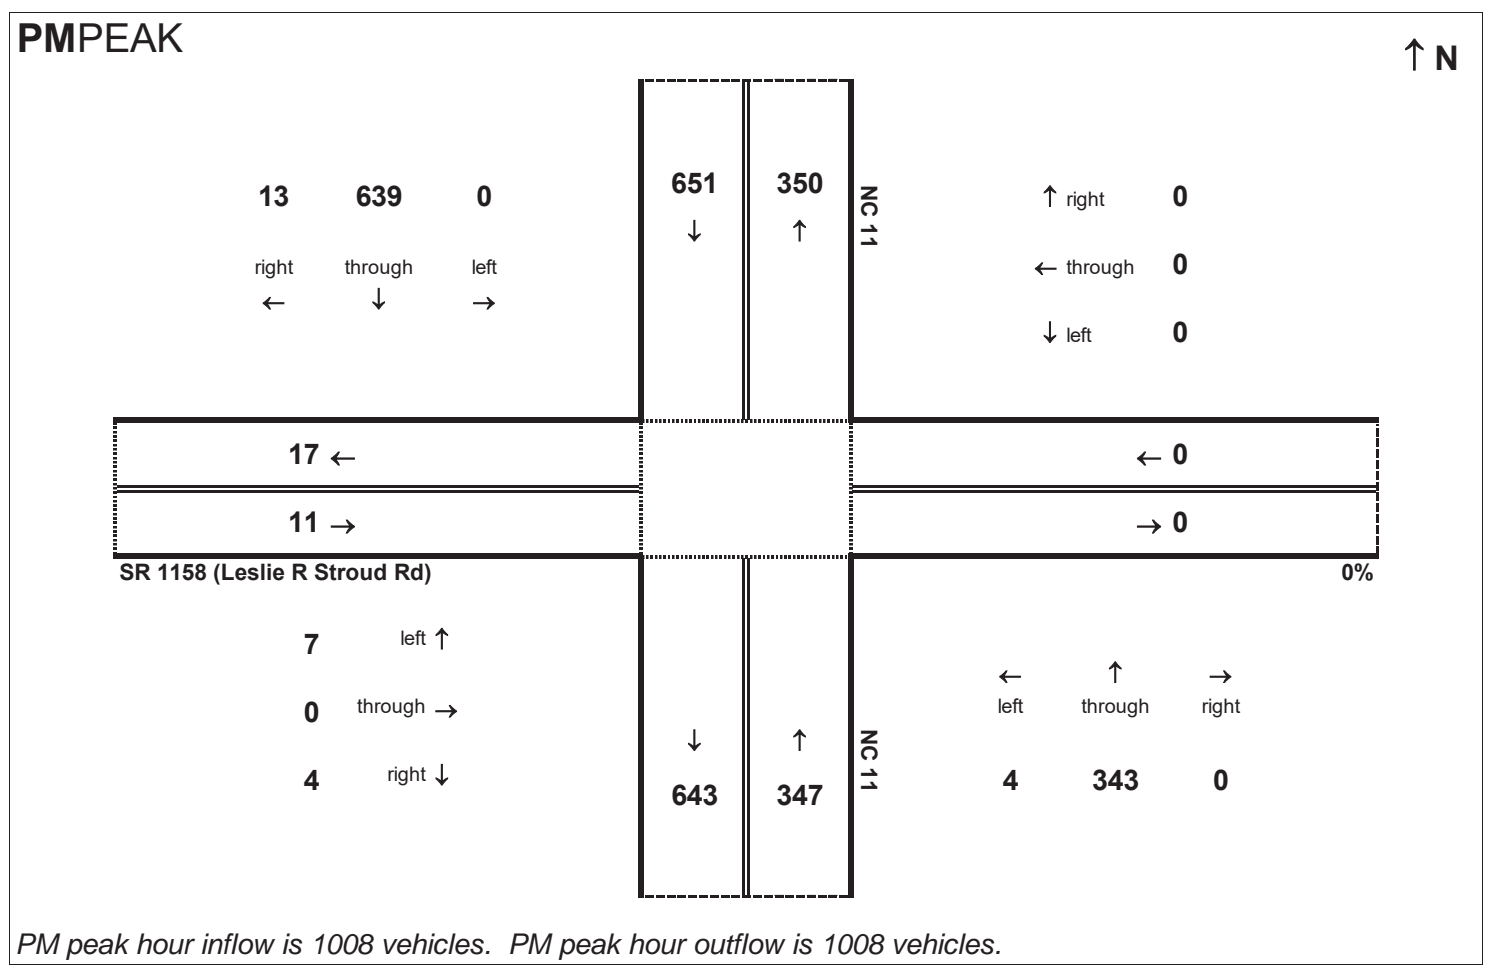 PMPEAK
↑ N
13 639 0
right through left
← ↓ →
651 350
↓ ↑
NC 11
↑ right 0
← through 0
↓ left 0
17 ←
11 →
← 0
→ 0
SR 1158 (Leslie R Stroud Rd)
0%
7 left ↑
0 through →
4 right ↓
↓ ↑
643 347
NC 11
← ↑ →
left through right
4 343 0
PM peak hour inflow is 1008 vehicles. PM peak hour outflow is 1008 vehicles.